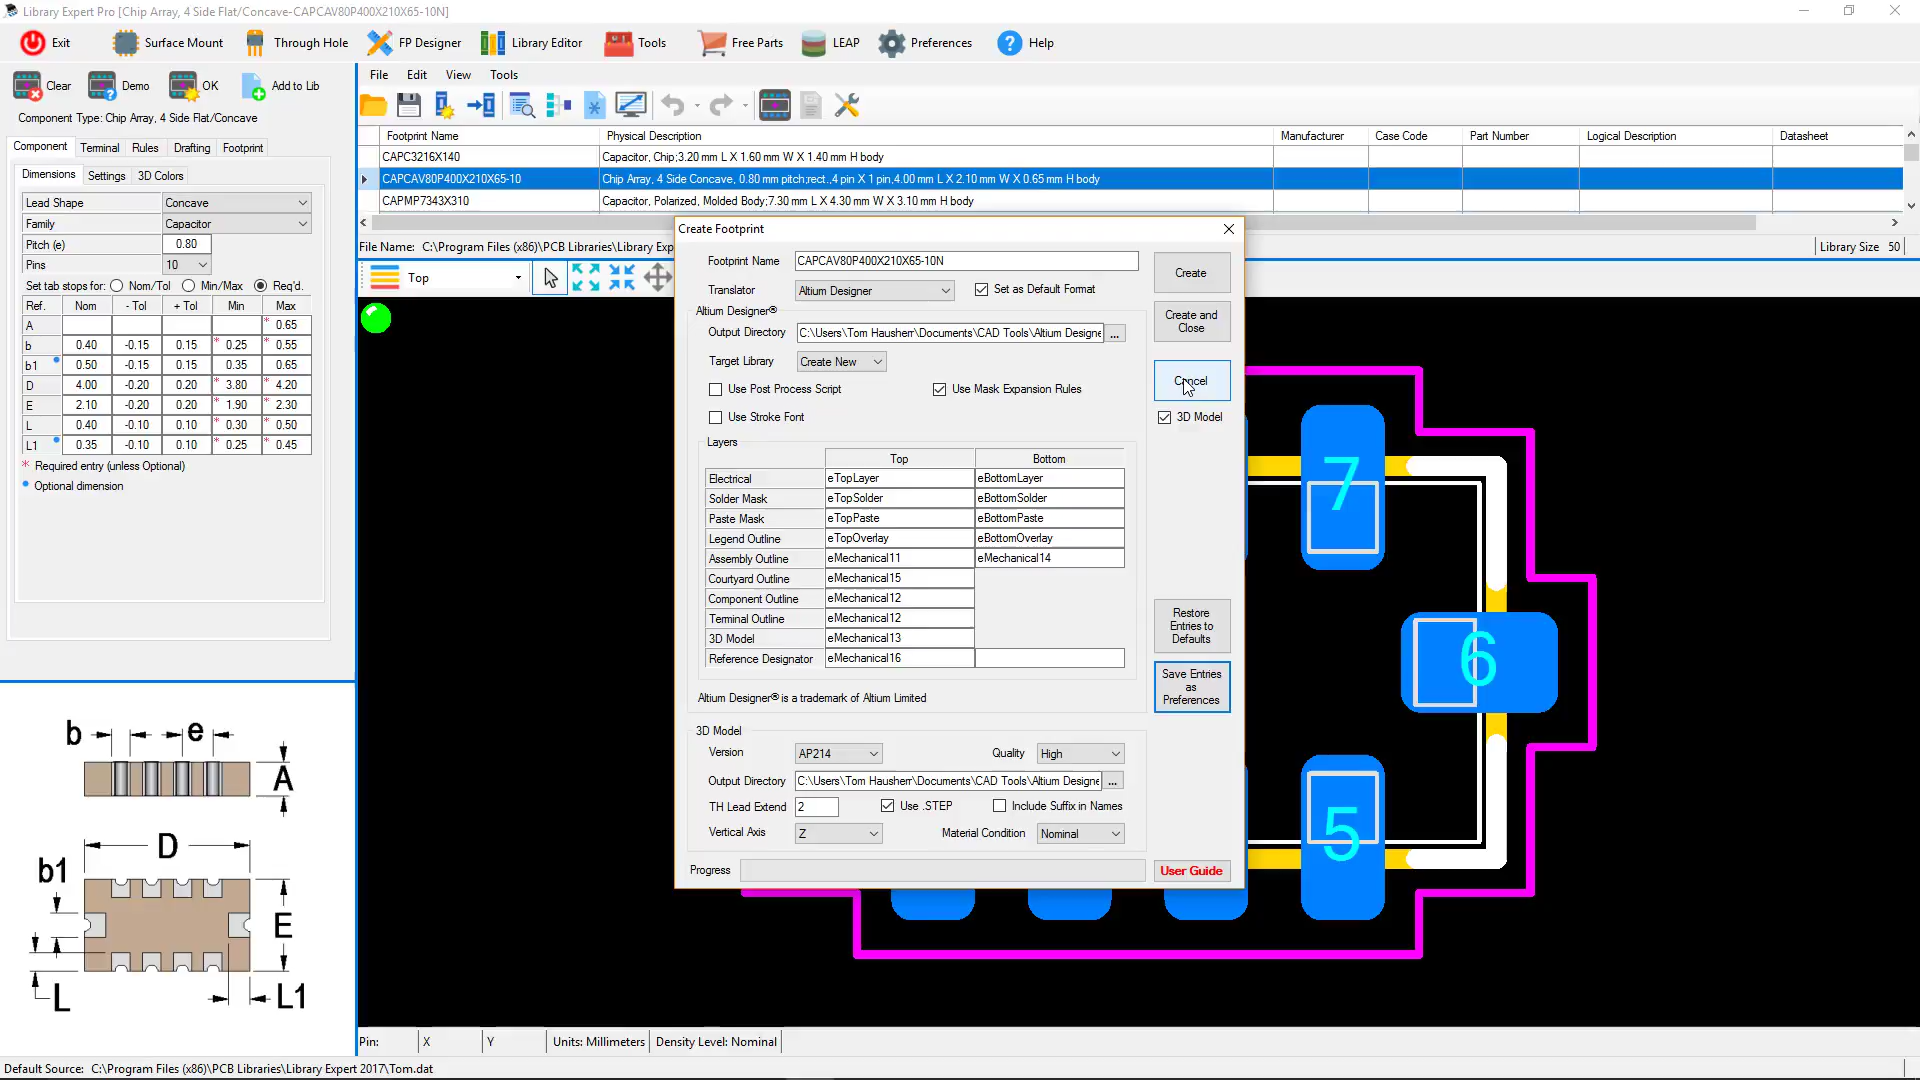 Library Expert Pro [Chip Array, 4 Side Flat/Concave-CAPCAV80P400X210X65-10N]
Exit Surface Mount Through Hole FP Designer Library Editor Tools Free Parts LEAP Preferences Help
Clear Demo OK Add to Lib
Component Type: Chip Array, 4 Side Flat/Concave
Component Terminal Rules Drafting Footprint
Dimensions Settings 3D Colors
Lead Shape Concave
Family Capacitor
Pitch (e) 0.80
Pins 10
Set tab stops for: Nom/Tol Min/Max Req'd.
Ref. Nom - Tol + Tol Min Max
A * 0.65
b 0.40 -0.15 0.15 * 0.25 * 0.55
b1 0.50 -0.15 0.15 0.35 0.65
D 4.00 -0.20 0.20 * 3.80 * 4.20
E 2.10 -0.20 0.20 * 1.90 * 2.30
L 0.40 -0.10 0.10 * 0.30 * 0.50
L1 0.35 -0.10 0.10 * 0.25 * 0.45
* Required entry (unless Optional)
Optional dimension
b e A
D
b1 E
L L1
File Edit View Tools
Footprint Name Physical Description Manufacturer Case Code Part Number Logical Description Datasheet
CAPC3216X140 Capacitor, Chip;3.20 mm L X 1.60 mm W X 1.40 mm H body
CAPCAV80P400X210X65-10 Chip Array, 4 Side Concave, 0.80 mm pitch;rect.,4 pin X 1 pin,4.00 mm L X 2.10 mm W X 0.65 mm H body
CAPMP7343X310 Capacitor, Polarized, Molded Body;7.30 mm L X 4.30 mm W X 3.10 mm H body
File Name: C:\Program Files (x86)\PCB Libraries\Library Exp Library Size 50
Top
Create Footprint
Footprint Name CAPCAV80P400X210X65-10N Create
Translator Altium Designer Set as Default Format
Altium Designer®
Create and Close
Output Directory C:\Users\Tom Hausherr\Documents\CAD Tools\Altium Designe ...
Target Library Create New
Cancel
Use Post Process Script Use Mask Expansion Rules
Use Stroke Font 3D Model
Layers
Top Bottom
Electrical eTopLayer eBottomLayer
Solder Mask eTopSolder eBottomSolder
Paste Mask eTopPaste eBottomPaste
Legend Outline eTopOverlay eBottomOverlay
Assembly Outline eMechanical11 eMechanical14
Courtyard Outline eMechanical15
Component Outline eMechanical12
Terminal Outline eMechanical12
3D Model eMechanical13
Reference Designator eMechanical16
Restore Entries to Defaults
Save Entries as Preferences
Altium Designer® is a trademark of Altium Limited
3D Model
Version AP214 Quality High
Output Directory C:\Users\Tom Hausherr\Documents\CAD Tools\Altium Designe ...
TH Lead Extend 2 Use .STEP Include Suffix in Names
Vertical Axis Z Material Condition Nominal
Progress User Guide
7
6
5
Pin: X Y Units: Millimeters Density Level: Nominal
Default Source: C:\Program Files (x86)\PCB Libraries\Library Expert 2017\Tom.dat